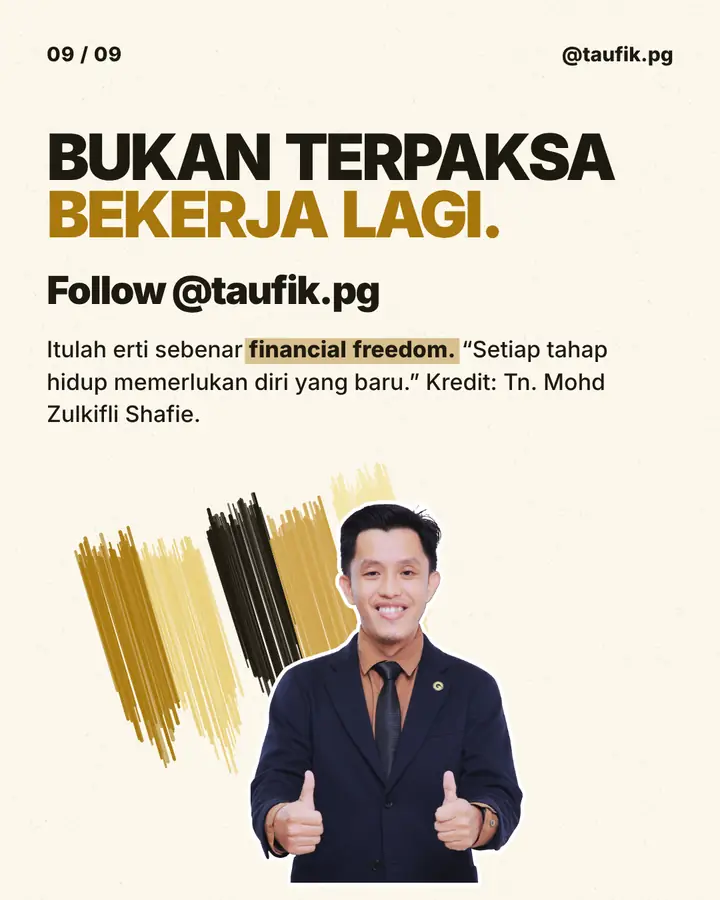 09 / 09
@taufik.pg
BUKAN TERPAKSA
BEKERJA LAGI.
Follow @taufik.pg
Itulah erti sebenar financial freedom. “Setiap tahap
hidup memerlukan diri yang baru.” Kredit: Tn. Mohd
Zulkifli Shafie.